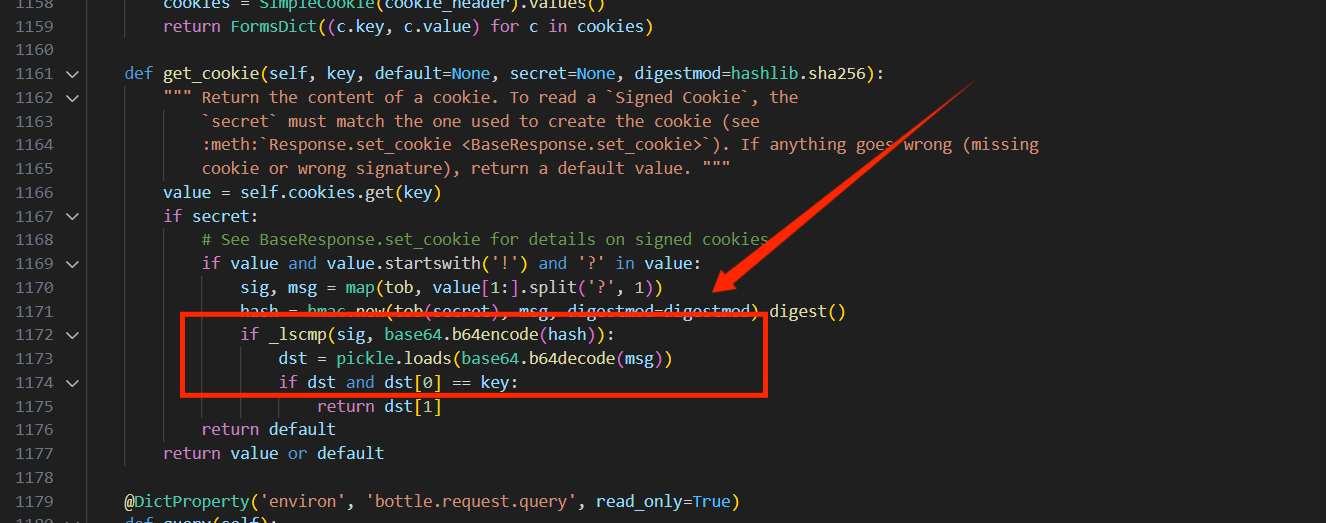 1158 cookies = SimpleCookie(cookie_header).values()
1159 return FormsDict((c.key, c.value) for c in cookies)
1160
1161 def get_cookie(self, key, default=None, secret=None, digestmod=hashlib.sha256):
1162 """ Return the content of a cookie. To read a `Signed Cookie`, the
1163 `secret` must match the one used to create the cookie (see
1164 :meth:`Response.set_cookie <BaseResponse.set_cookie>`). If anything goes wrong (missing
1165 cookie or wrong signature), return a default value. """
1166 value = self.cookies.get(key)
1167 if secret:
1168 # See BaseResponse.set_cookie for details on signed cookies
1169 if value and value.startswith('!') and '?' in value:
1170 sig, msg = map(tob, value[1:].split('?', 1))
1171 hash = hmac.new(tob(secret), msg, digestmod=digestmod).digest()
1172 if _lscmp(sig, base64.b64encode(hash)):
1173 dst = pickle.loads(base64.b64decode(msg))
1174 if dst and dst[0] == key:
1175 return dst[1]
1176 return default
1177 return value or default
1178
1179 @DictProperty('environ', 'bottle.request.query', read_only=True)
1180 def query(self):